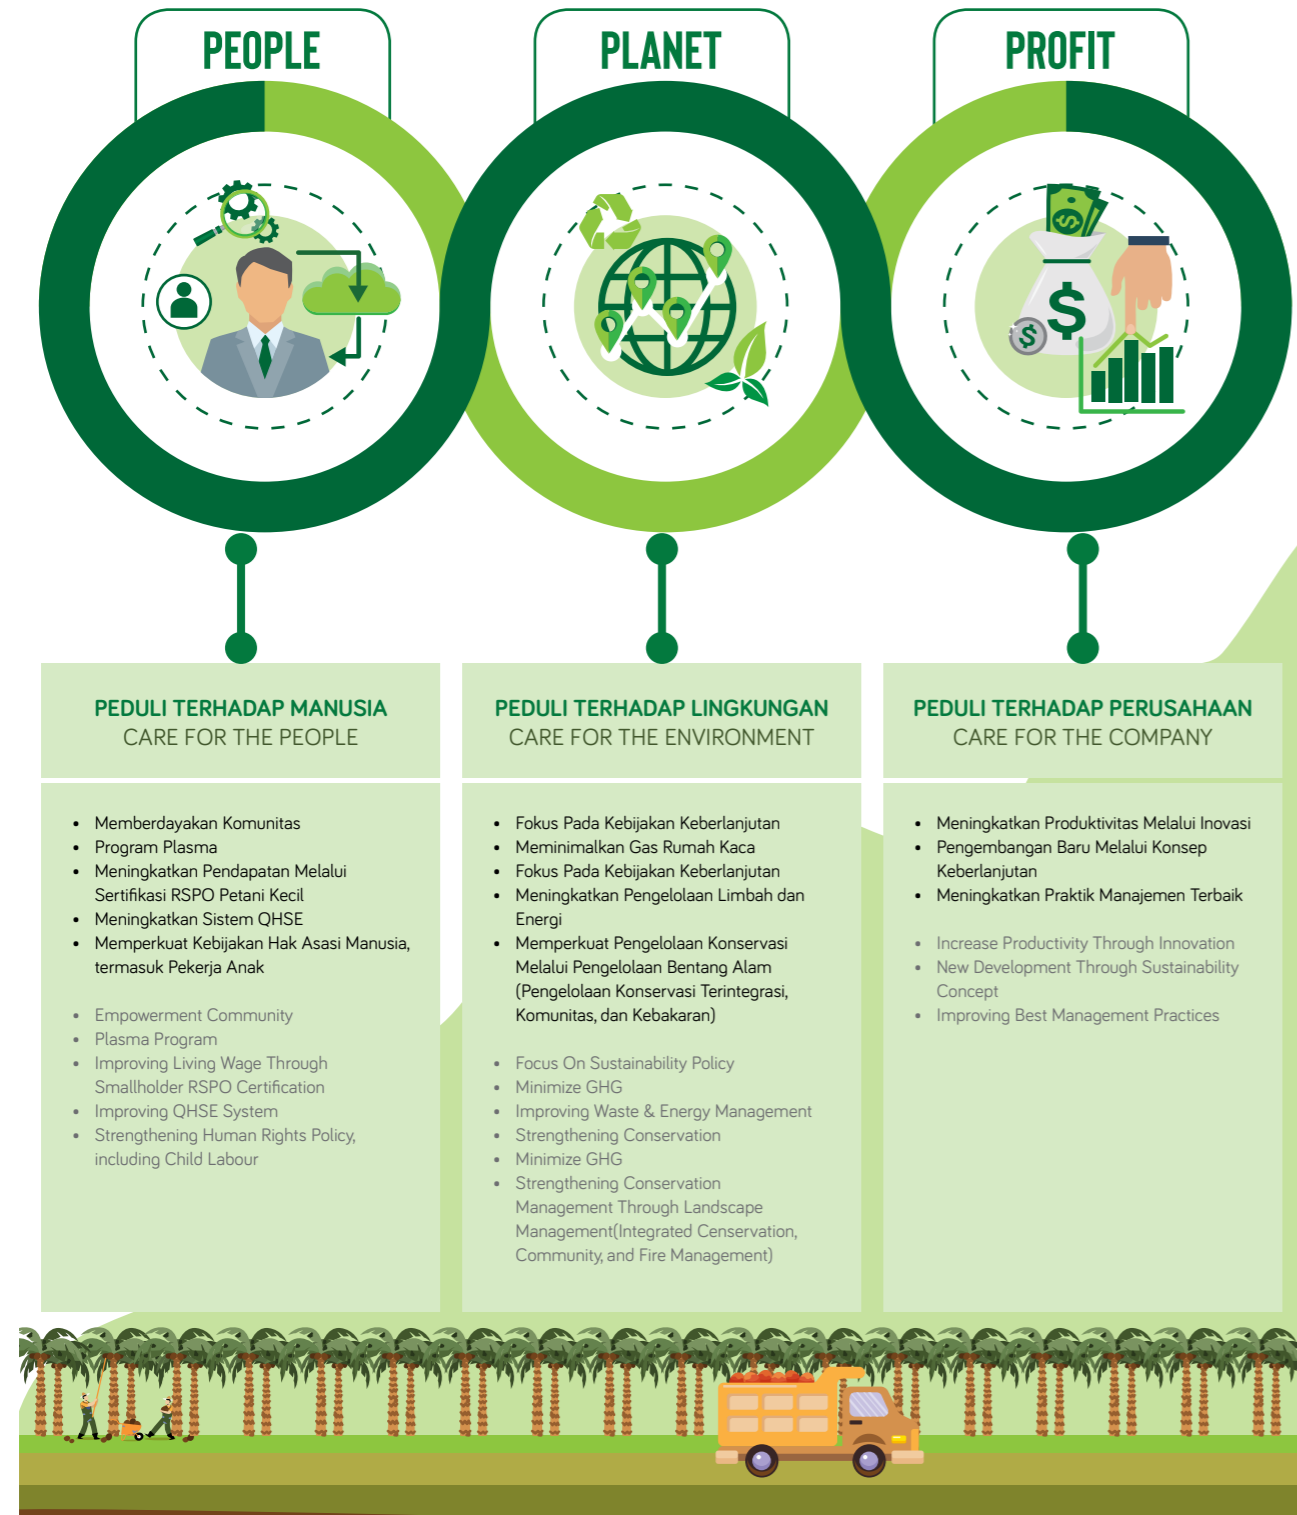 PEOPLE
PEDULI TERHADAP MANUSIA
CARE FOR THE PEOPLE
• Memberdayakan Komunitas
• Program Plasma
• Meningkatkan Pendapatan Melalui
Sertifikasi RSPO Petani Kecil
• Meningkatkan Sistem QHSE
• Memperkuat Kebijakan Hak Asasi Manusia,
termasuk Pekerja Anak
• Empowerment Community
• Plasma Program
• Improving Living Wage Through
Smallholder RSPO Certification
• Improving QHSE System
• Strengthening Human Rights Policy,
including Child Labour
PLANET
PEDULI TERHADAP LINGKUNGAN
CARE FOR THE ENVIRONMENT
• Fokus Pada Kebijakan Keberlanjutan
• Meminimalkan Gas Rumah Kaca
• Fokus Pada Kebijakan Keberlanjutan
• Meningkatkan Pengelolaan Limbah dan
Energi
• Memperkuat Pengelolaan Konservasi
Melalui Pengelolaan Bentang Alam
(Pengelolaan Konservasi Terintegrasi,
Komunitas, dan Kebakaran)
• Focus On Sustainability Policy
• Minimize GHG
• Improving Waste & Energy Management
• Strengthening Conservation
• Minimize GHG
• Strengthening Conservation
Management Through Landscape
Management(Integrated Censervation,
Community, and Fire Management)
PROFIT
$
$
$
PEDULI TERHADAP PERUSAHAAN
CARE FOR THE COMPANY
• Meningkatkan Produktivitas Melalui Inovasi
• Pengembangan Baru Melalui Konsep
Keberlanjutan
• Meningkatkan Praktik Manajemen Terbaik
• Increase Productivity Through Innovation
• New Development Through Sustainability
Concept
• Improving Best Management Practices